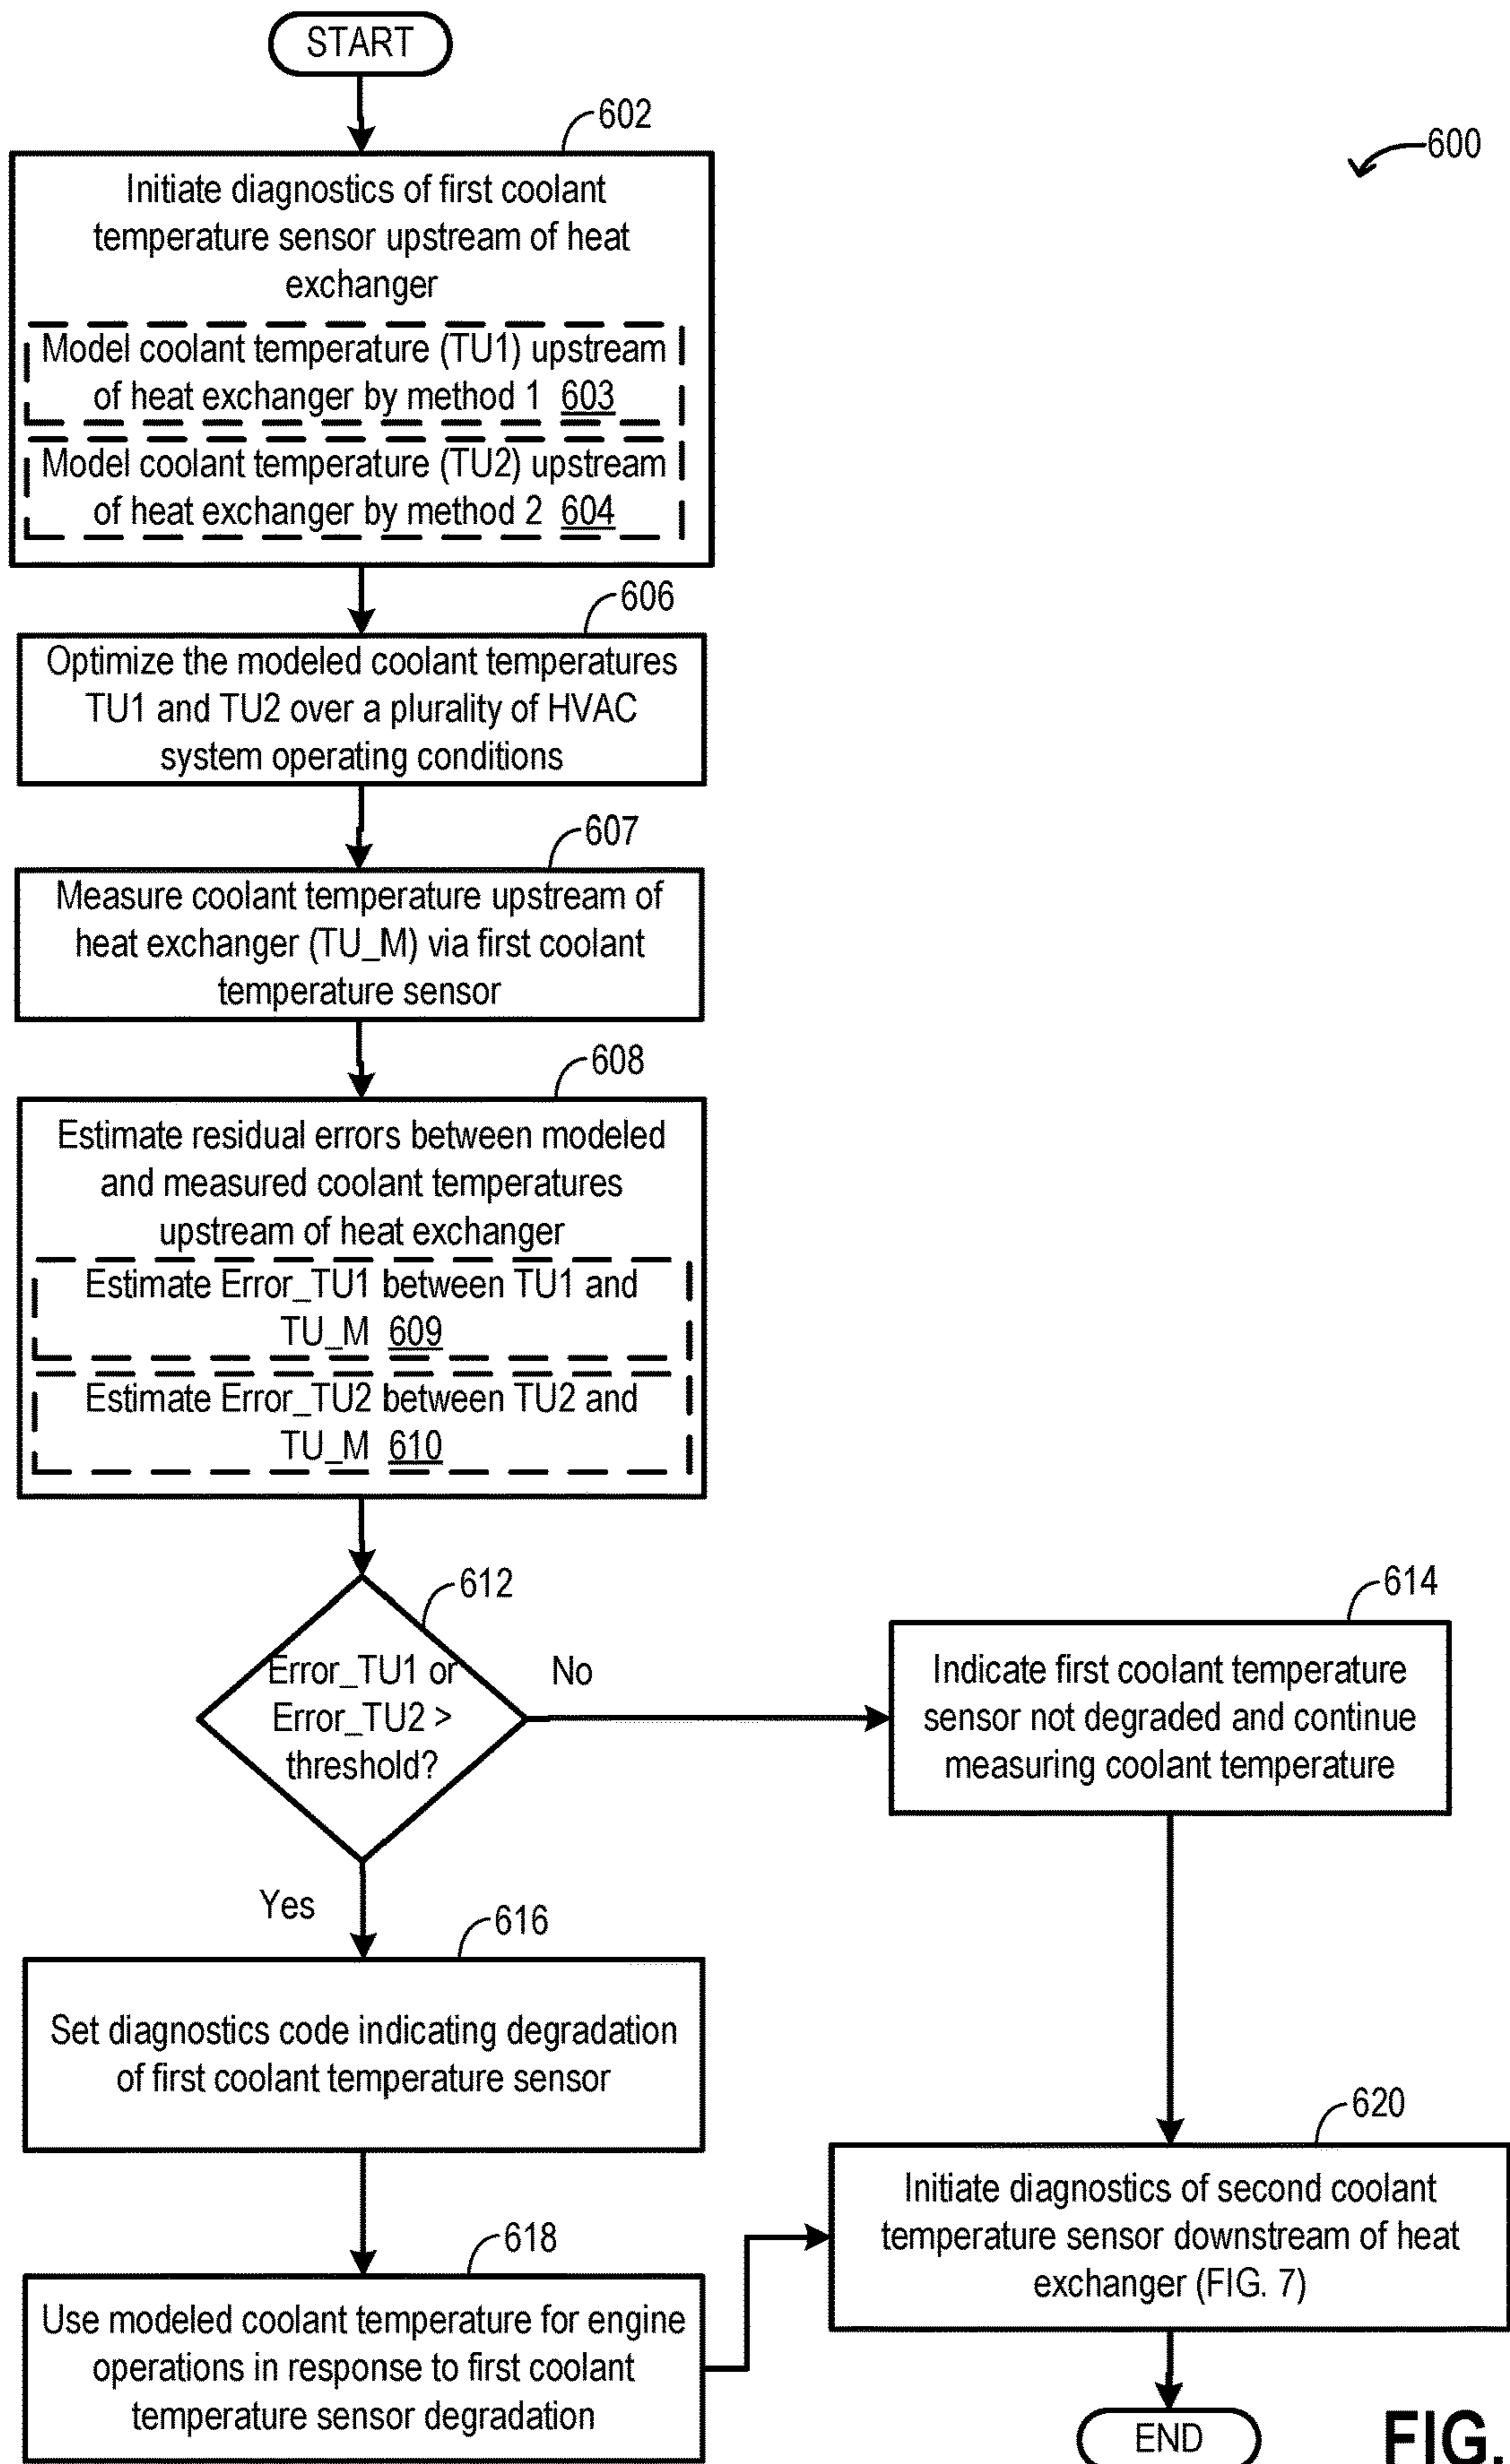 START
602
600
Initiate diagnostics of first coolant
temperature sensor upstream of heat
exchanger
Model coolant temperature (TU1) upstream
of heat exchanger by method 1 603
Model coolant temperature (TU2) upstream
of heat exchanger by method 2 604
606
Optimize the modeled coolant temperatures
TU1 and TU2 over a plurality of HVAC
system operating conditions
607
Measure coolant temperature upstream of
heat exchanger (TU_M) via first coolant
temperature sensor
608
Estimate residual errors between modeled
and measured coolant temperatures
upstream of heat exchanger
Estimate Error_TU1 between TU1 and
TU_M 609
Estimate Error_TU2 between TU2 and
TU_M 610
612
Error_TU1 or
Error_TU2 >
threshold?
No
614
Indicate first coolant temperature
sensor not degraded and continue
measuring coolant temperature
Yes
616
Set diagnostics code indicating degradation
of first coolant temperature sensor
618
Use modeled coolant temperature for engine
operations in response to first coolant
temperature sensor degradation
620
Initiate diagnostics of second coolant
temperature sensor downstream of heat
exchanger (FIG. 7)
END
FIG.